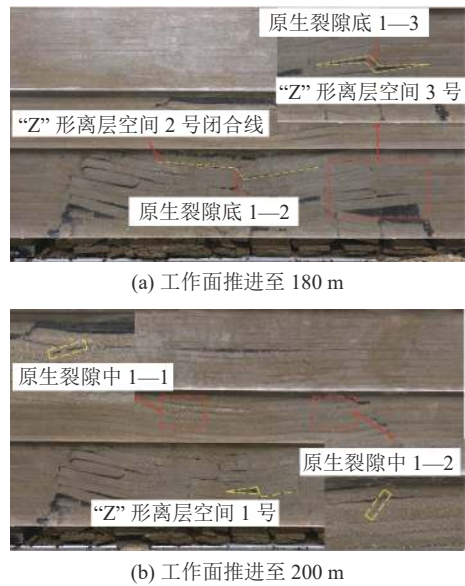 原生裂隙底 1—3
“Z” 形离层空间 3 号
“Z” 形离层空间 2 号闭合线
原生裂隙底 1—2
(a) 工作面推进至 180 m
原生裂隙中 1—1
原生裂隙中 1—2
“Z” 形离层空间 1 号
(b) 工作面推进至 200 m